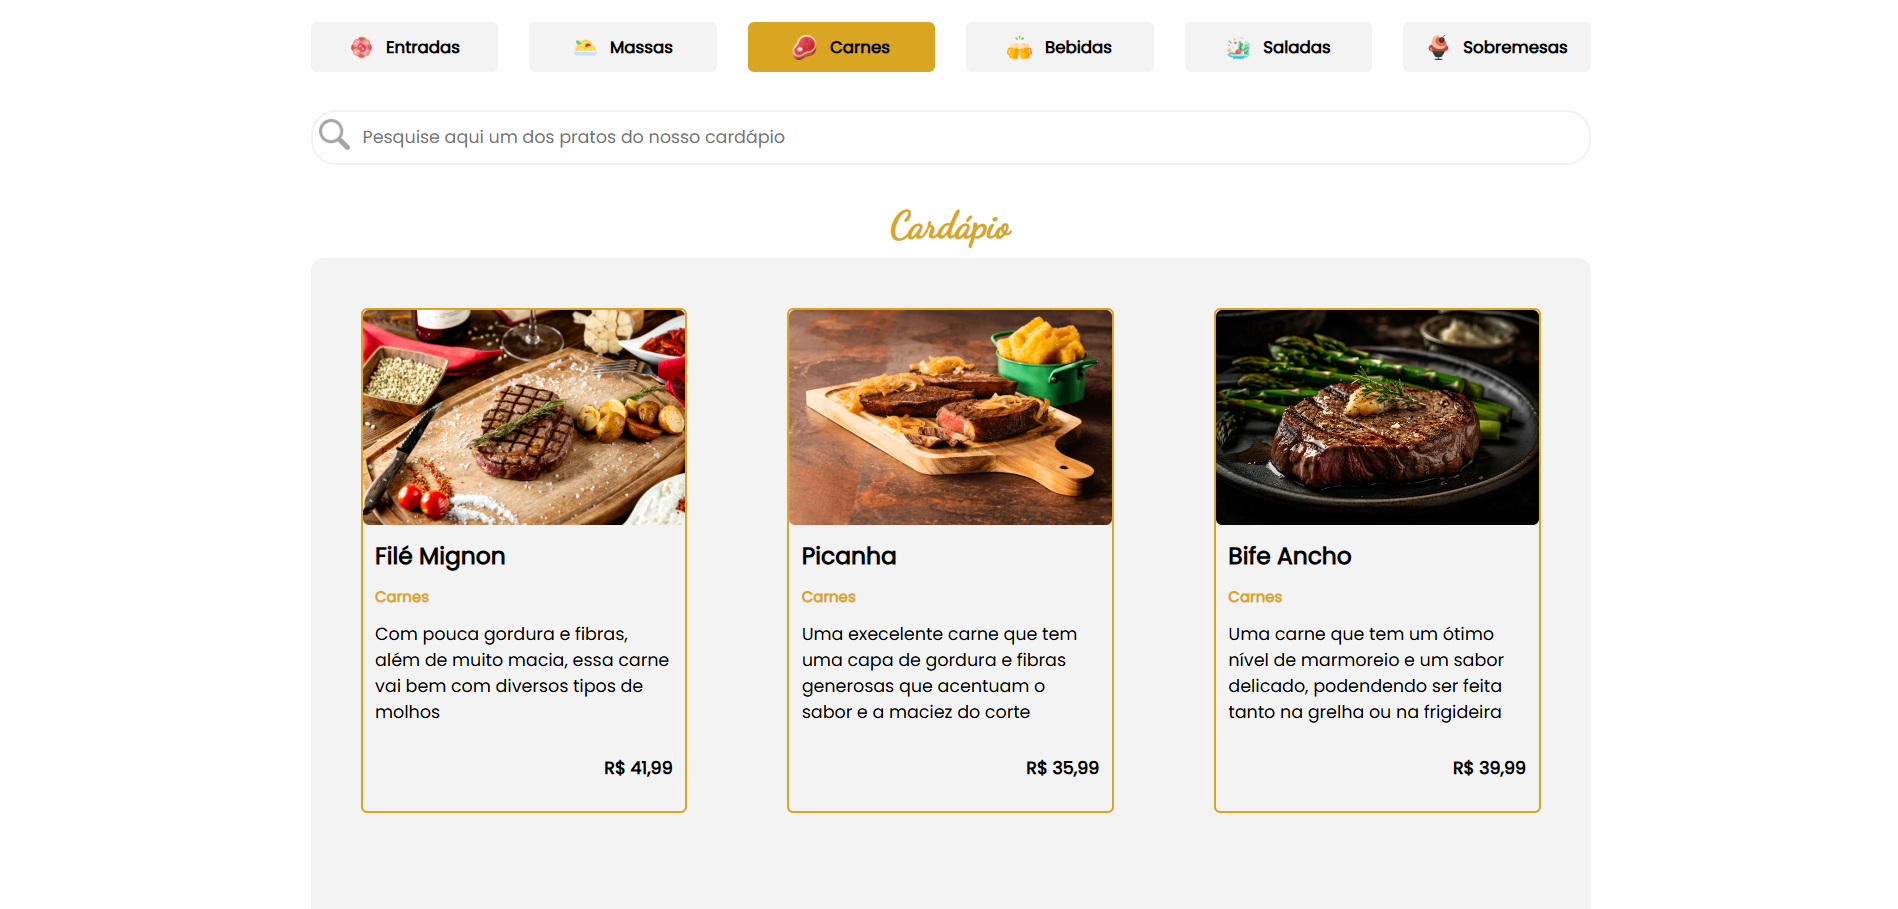 Entradas
Massas
Carnes
Bebidas
Saladas
Sobremesas
Pesquise aqui um dos pratos do nosso cardápio
Cardápio
Filé Mignon
Carnes
Com pouca gordura e fibras,
além de muito macia, essa carne
vai bem com diversos tipos de
molhos
R$ 41,99
Picanha
Carnes
Uma execelente carne que tem
uma capa de gordura e fibras
generosas que acentuam o
sabor e a maciez do corte
R$ 35,99
Bife Ancho
Carnes
Uma carne que tem um ótimo
nível de marmoreio e um sabor
delicado, podendendo ser feita
tanto na grelha ou na frigideira
R$ 39,99